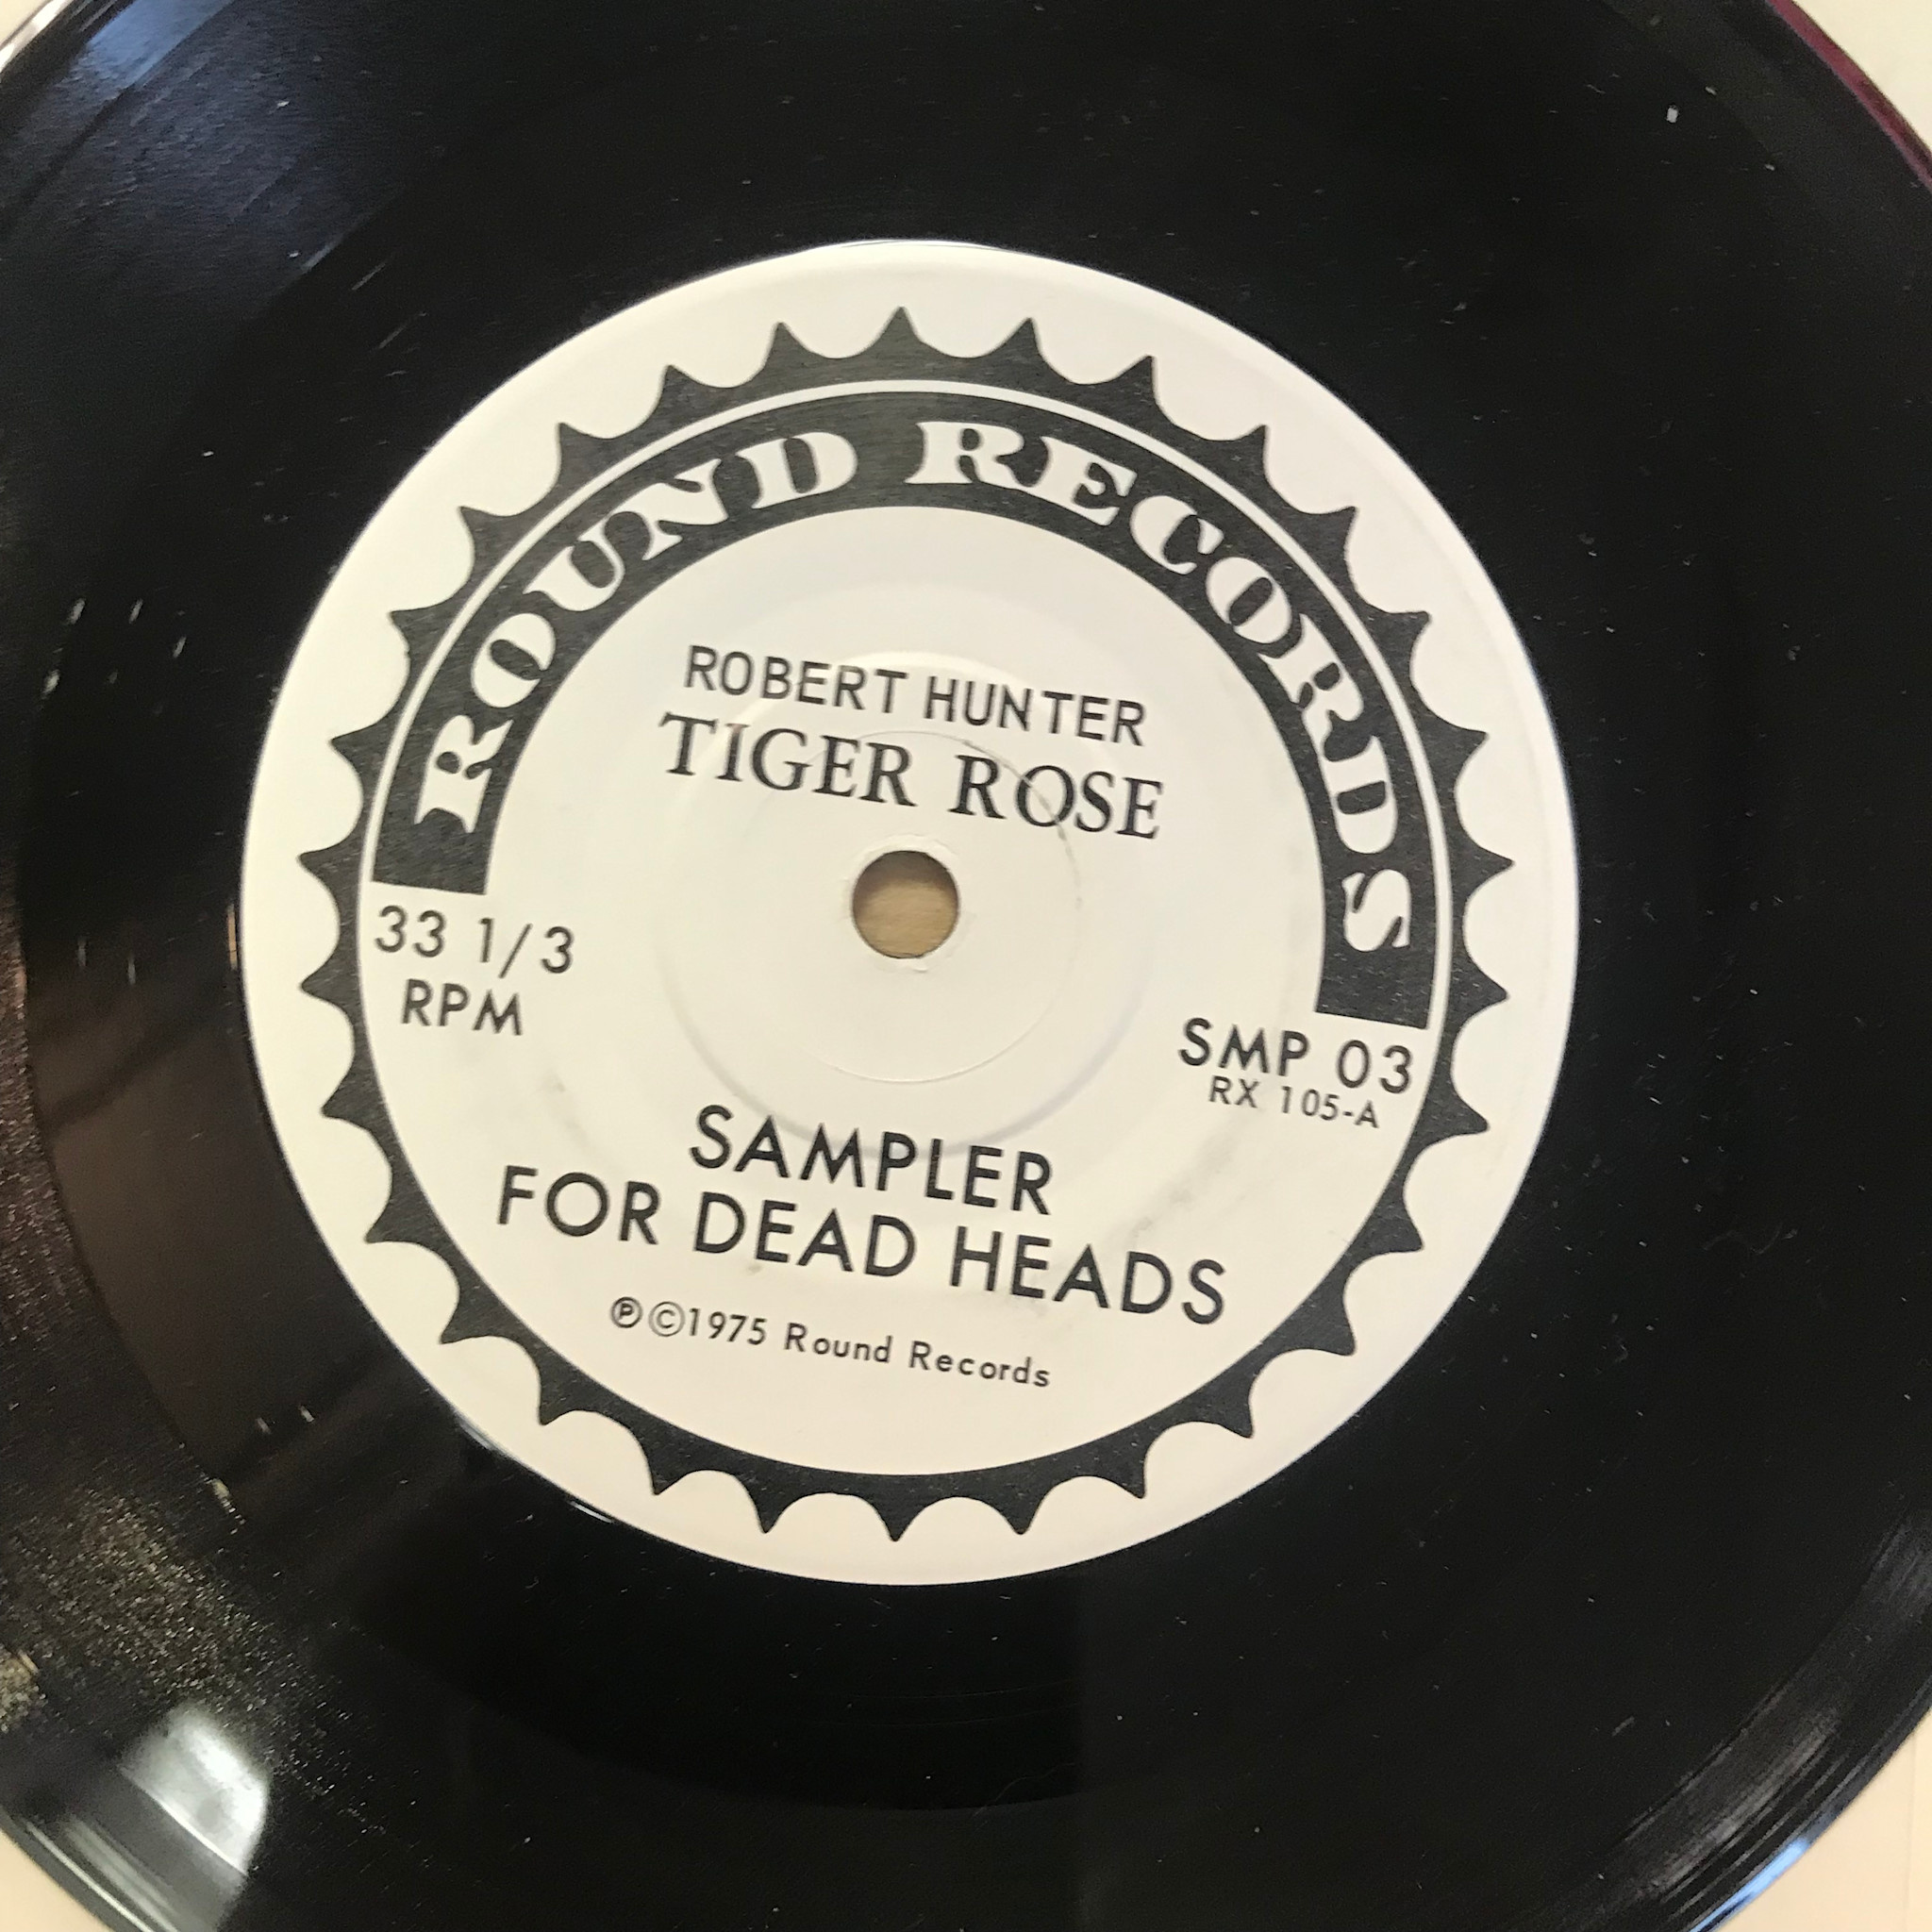 ROUND RECORDS
ROBERT HUNTER
TIGER ROSE
33 1/3
RPM
SMP 03
RX 105-A
SAMPLER
FOR DEAD HEADS
℗©1975 Round Records